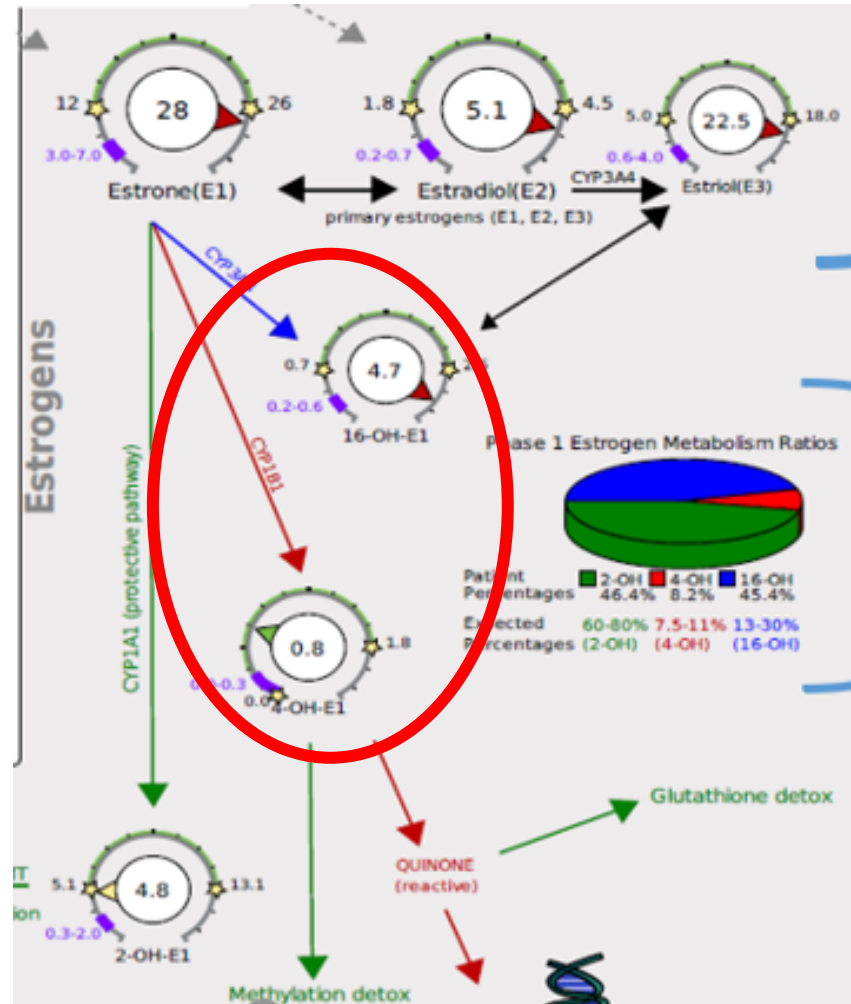 12
28
26
3.0-7.0
Estrone(E1)
1.8
5.1
4.5
0.2-0.7
Estradiol(E2)
CYP3A4
5.0
22.5
18.0
0.6-4.0
Estriol(E3)
primary estrogens (E1, E2, E3)
Estrogens
0.7
4.7
0.2-0.6
16-OH-E1
CYP1B1
CYP1A1 (protective pathway)
Phase 1 Estrogen Metabolism Ratios
Patient Percentages
2-OH 4-OH 16-OH
46.4% 8.2% 45.4%
Expected Percentages
60-80% 7.5-11% 13-30%
(2-OH) (4-OH) (16-OH)
0.8
1.8
4-OH-E1
Glutathione detox
QUINONE
(reactive)
5.1
4.8
13.1
0.3-2.0
2-OH-E1
Methylation detox